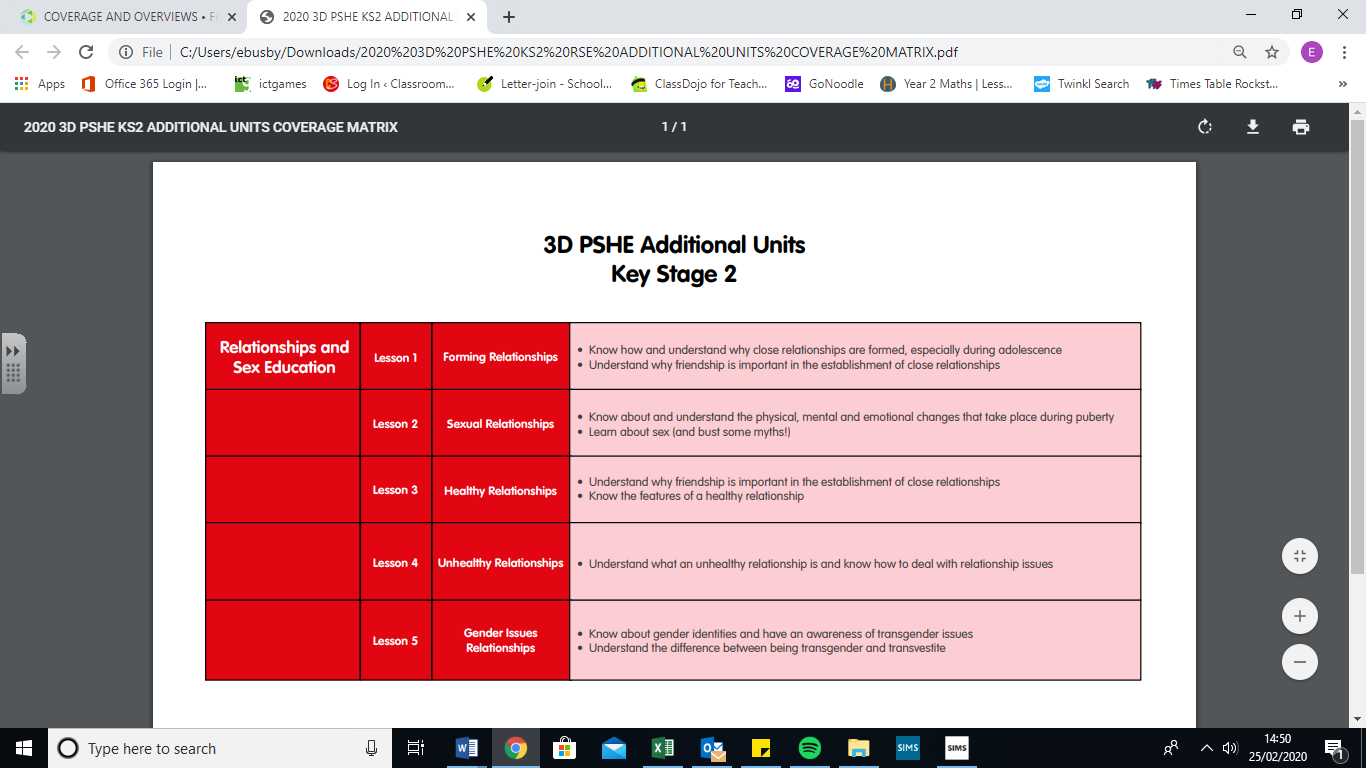 COVERAGE AND OVERVIEWS • Fi
2020 3D PSHE KS2 ADDITIONAL
File | C:/Users/ebusby/Downloads/2020%203D%20PSHE%20KS2%20RSE%20ADDITIONAL%20UNITS%20COVERAGE%20MATRIX.pdf
E
Apps
Office 365 Login |...
ict
ictgames
Log In ‹ Classroom...
Letter-join - School...
ClassDojo for Teach...
GoNoodle
Year 2 Maths | Less...
Twinkl Search
Times Table Rockst...
»
2020 3D PSHE KS2 ADDITIONAL UNITS COVERAGE MATRIX
1 / 1
3D PSHE Additional Units
Key Stage 2
Relationships and
Sex Education
Lesson 1
Forming Relationships
• Know how and understand why close relationships are formed, especially during adolescence
• Understand why friendship is important in the establishment of close relationships
Lesson 2
Sexual Relationships
• Know about and understand the physical, mental and emotional changes that take place during puberty
• Learn about sex (and bust some myths!)
Lesson 3
Healthy Relationships
• Understand why friendship is important in the establishment of close relationships
• Know the features of a healthy relationship
Lesson 4
Unhealthy Relationships
• Understand what an unhealthy relationship is and know how to deal with relationship issues
Lesson 5
Gender Issues
Relationships
• Know about gender identities and have an awareness of transgender issues
• Understand the difference between being transgender and transvestite
Type here to search
SIMS
SIMS
14:50
25/02/2020
1